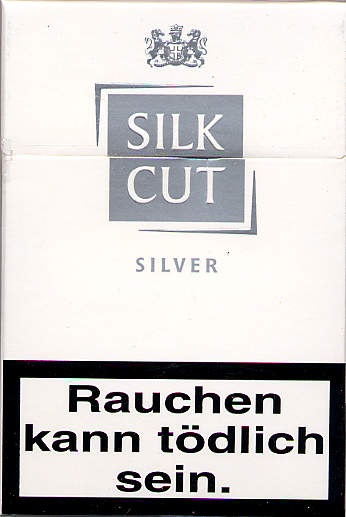 SILK
CUT
SILVER
Rauchen
kann tödlich
sein.